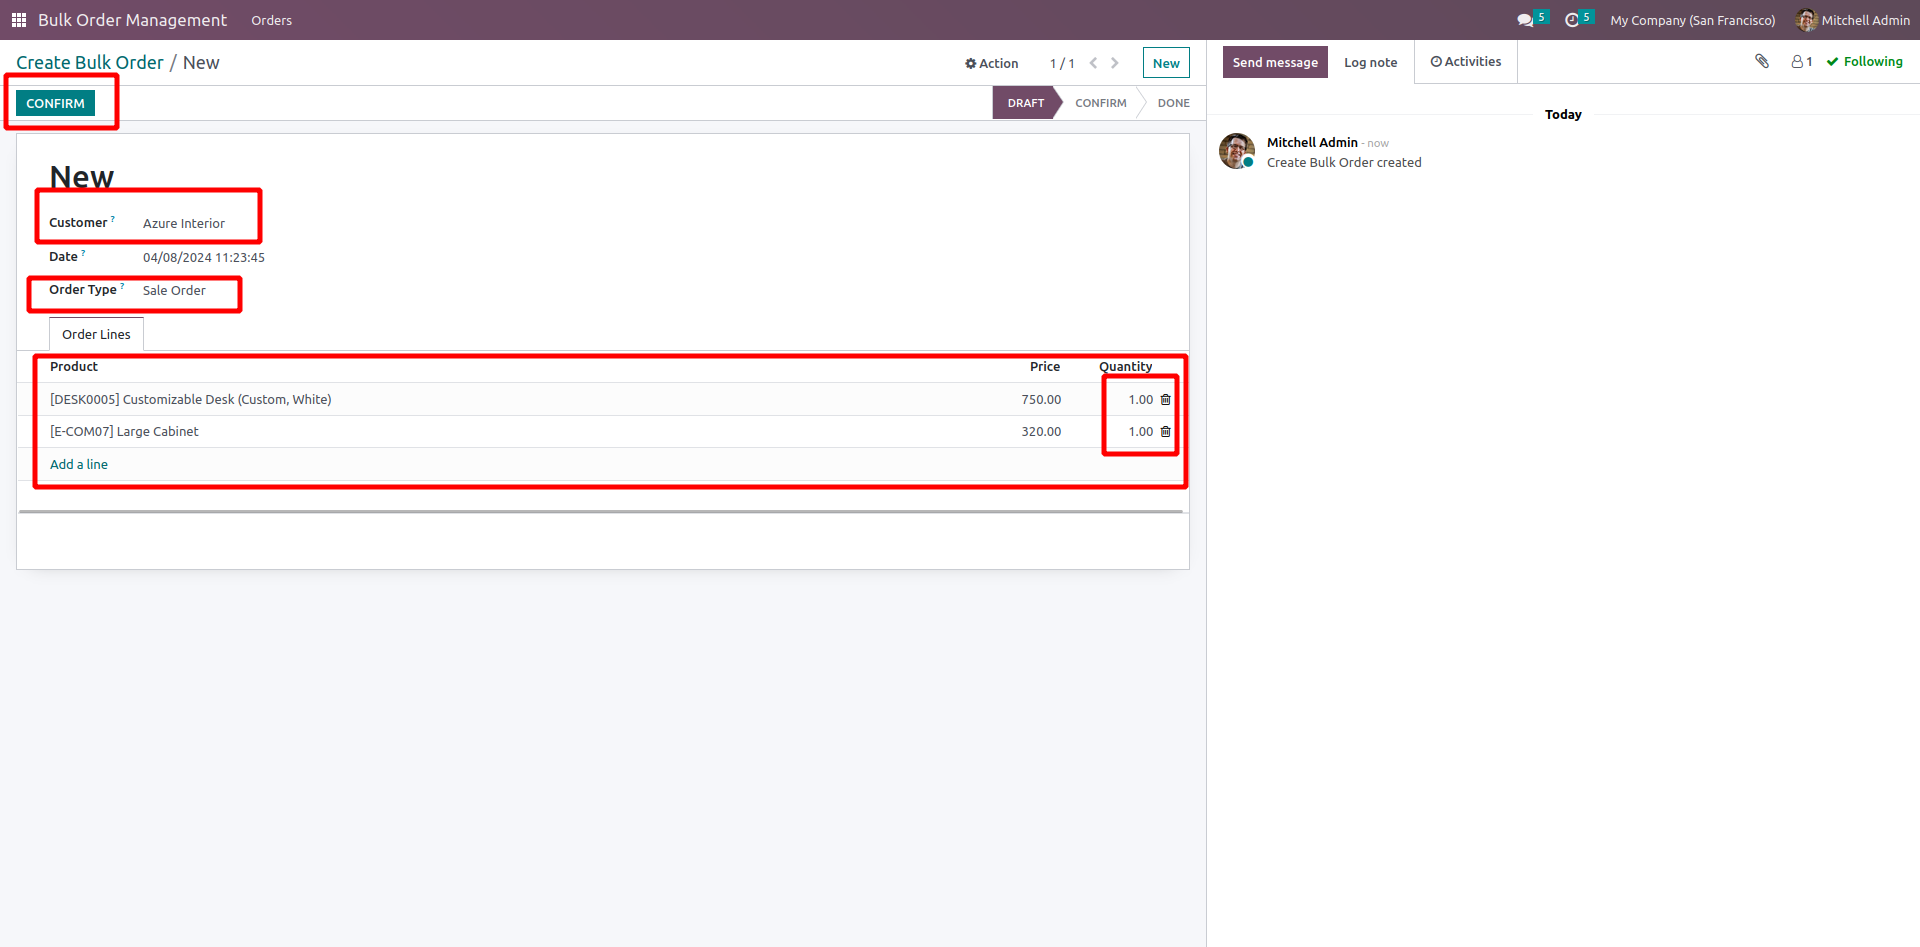 Bulk Order Management Orders 5 5 My Company (San Francisco) Mitchell Admin
Create Bulk Order / New Action 1 / 1 New
CONFIRM DRAFT CONFIRM DONE
New
Customer ? Azure Interior
Date ? 04/08/2024 11:23:45
Order Type ? Sale Order
Order Lines
Product Price Quantity
[DESK0005] Customizable Desk (Custom, White) 750.00 1.00
[E-COM07] Large Cabinet 320.00 1.00
Add a line
Send message Log note Activities 1 Following
Today
Mitchell Admin - now
Create Bulk Order created